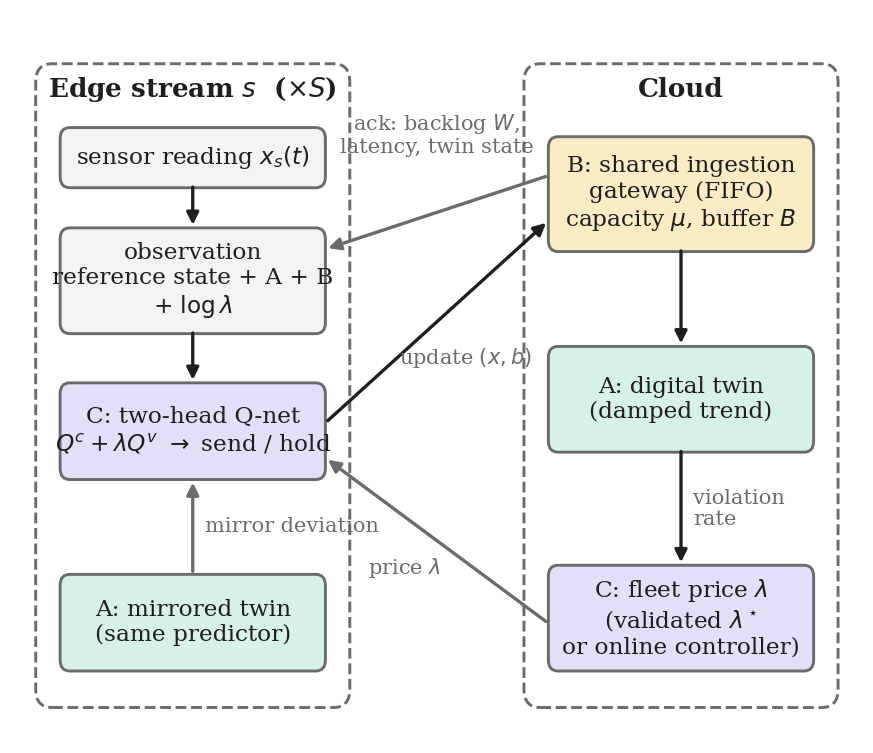 Edge stream s (×S)
sensor reading x_s(t)
observation
reference state + A + B
+ log λ
C: two-head Q-net
Q^c + λQ^v → send / hold
mirror deviation
A: mirrored twin
(same predictor)
ack: backlog W,
latency, twin state
update (x, b)
price λ
Cloud
B: shared ingestion
gateway (FIFO)
capacity μ, buffer B
A: digital twin
(damped trend)
violation
rate
C: fleet price λ
(validated λ*
or online controller)